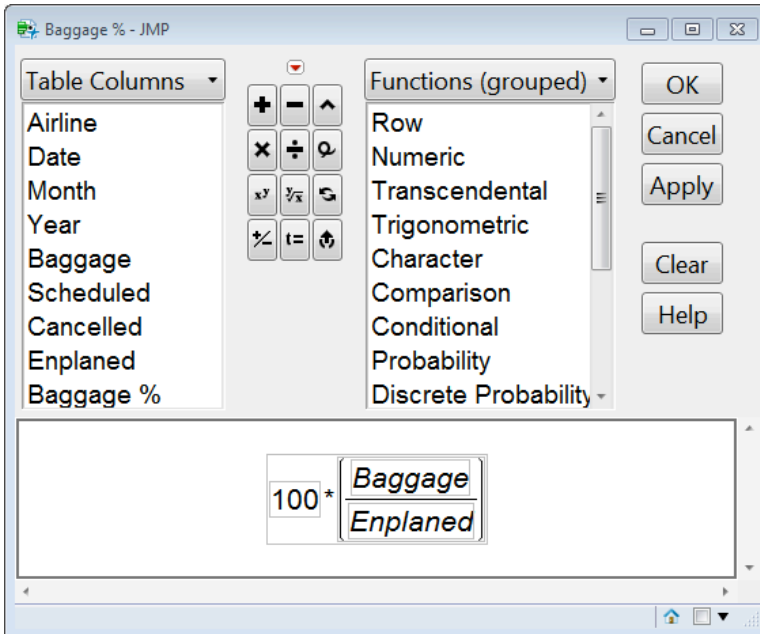 Baggage % - JMP
Table Columns
Airline
Date
Month
Year
Baggage
Scheduled
Cancelled
Enplaned
Baggage %
+ − ^
× ÷
xʸ ʸ√x
+/− t=
Functions (grouped)
Row
Numeric
Transcendental
Trigonometric
Character
Comparison
Conditional
Probability
Discrete Probability
OK
Cancel
Apply
Clear
Help
100 * (Baggage
Enplaned)